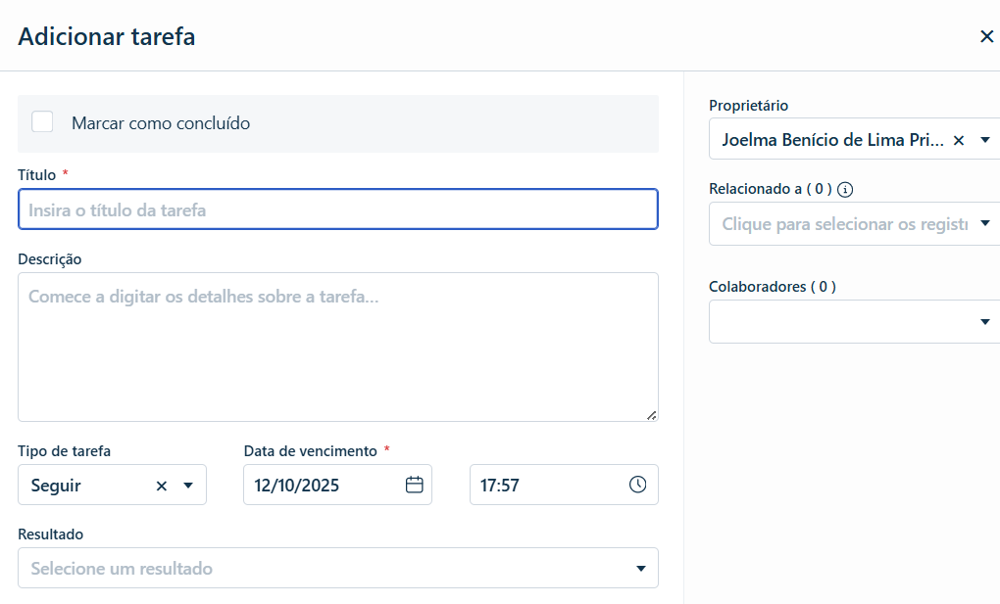 Adicionar tarefa
Marcar como concluído
Título *
Insira o título da tarefa
Descrição
Comece a digitar os detalhes sobre a tarefa...
Tipo de tarefa
Seguir
Data de vencimento *
12/10/2025
17:57
Resultado
Selecione um resultado
Proprietário
Joelma Benício de Lima Pri...
Relacionado a ( 0 )
Clique para selecionar os registr
Colaboradores ( 0 )